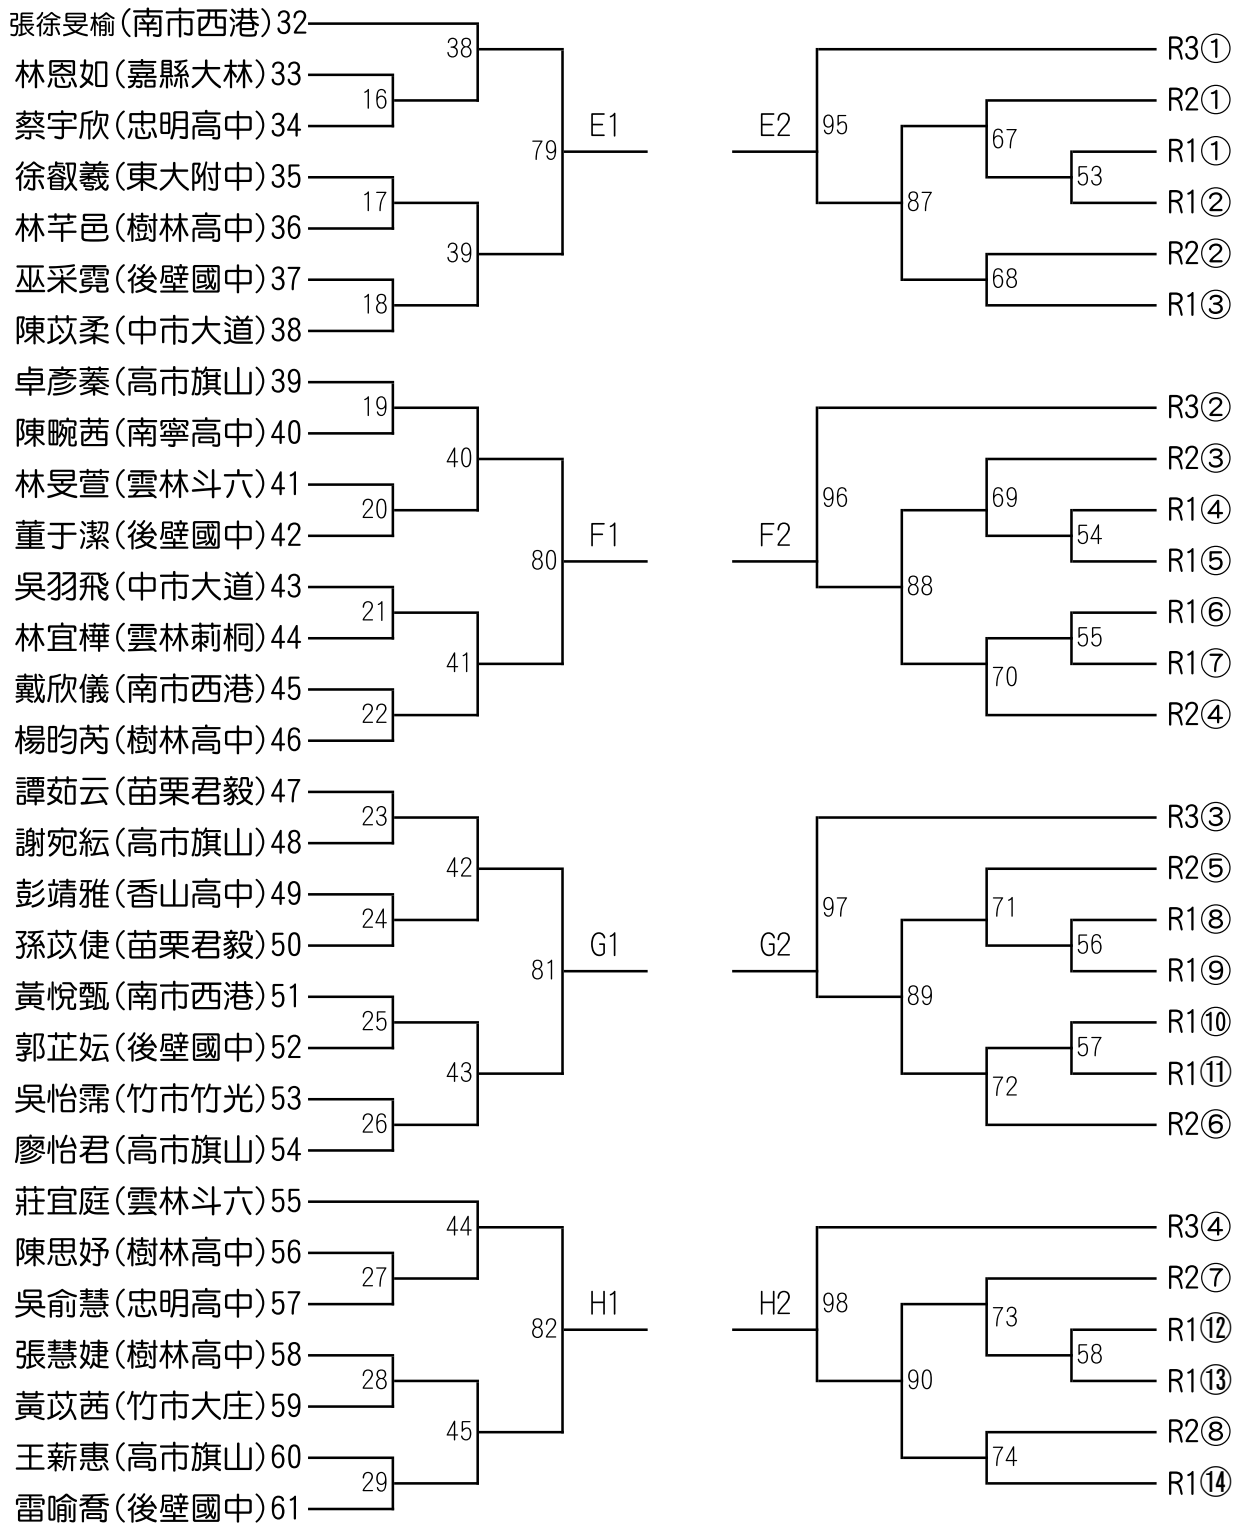 張徐旻榆(南市西港)32
38
R3①
林恩如(嘉縣大林)33
16
R2①
蔡宇欣(忠明高中)34
E1
E2
95
67
79
R1①
徐叡羲(東大附中)35
53
17
87
R1②
林芊邑(樹林高中)36
39
R2②
巫采霓(後壁國中)37
68
18
R1③
陳苡柔(中市大道)38
卓彥蓁(高市旗山)39
19
R3②
陳畹茜(南寧高中)40
40
R2③
林旻萱(雲林斗六)41
96
69
20
R1④
董于潔(後壁國中)42
F1
F2
54
80
R1⑤
吳羽飛(中市大道)43
88
21
R1⑥
林宜樺(雲林莿桐)44
55
41
R1⑦
戴欣儀(南市西港)45
70
22
R2④
楊昀芮(樹林高中)46
譚茹云(苗栗君毅)47
23
R3③
謝宛紜(高市旗山)48
42
R2⑤
彭靖雅(香山高中)49
97
71
24
R1⑧
孫苡倢(苗栗君毅)50
G1
G2
56
81
R1⑨
黃悅甄(南市西港)51
89
25
R1⑩
郭芷妘(後壁國中)52
57
43
R1⑪
吳怡霈(竹市竹光)53
72
26
R2⑥
廖怡君(高市旗山)54
莊宜庭(雲林斗六)55
44
R3④
陳思妤(樹林高中)56
27
R2⑦
吳俞慧(忠明高中)57
H1
H2
98
73
82
R1⑫
張慧婕(樹林高中)58
58
28
90
R1⑬
黃苡茜(竹市大庄)59
45
R2⑧
王薪惠(高市旗山)60
74
29
R1⑭
雷喻喬(後壁國中)61